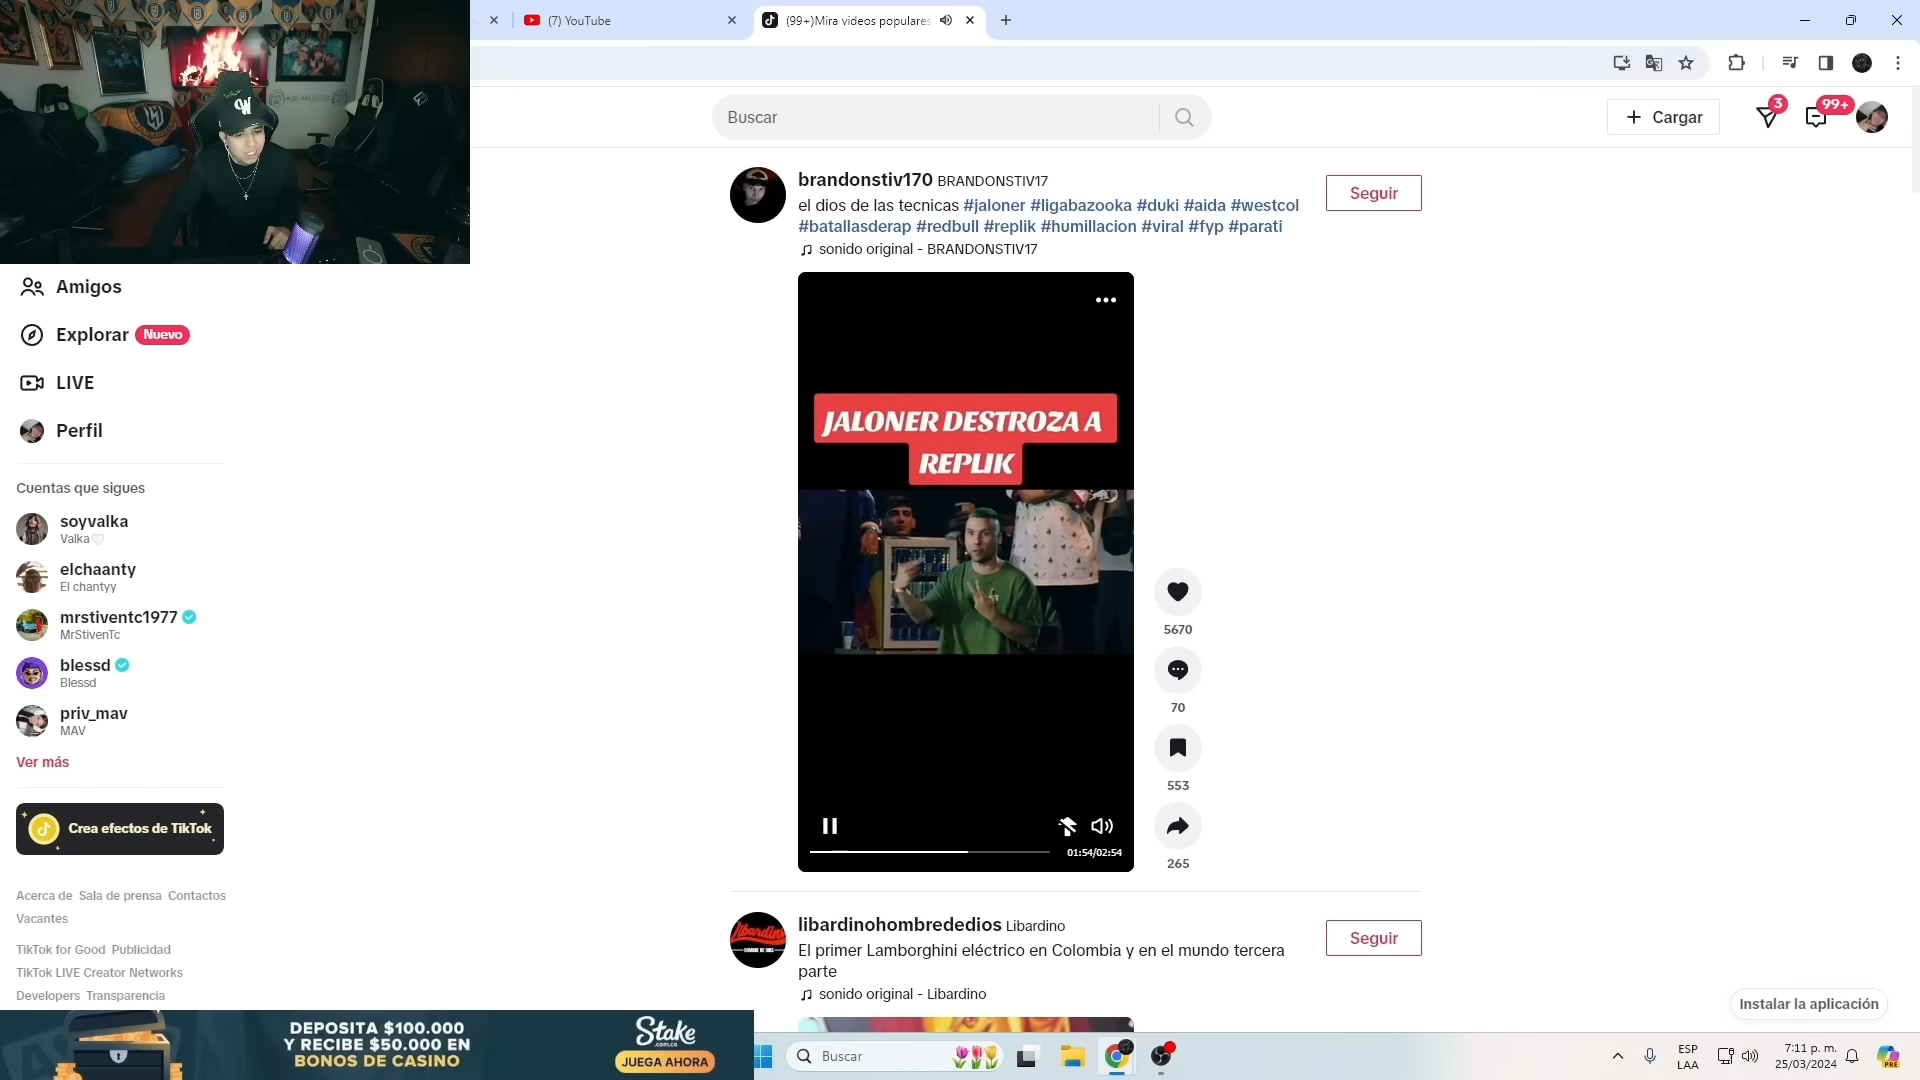 (7) YouTube
(99+)Mira videos populares
Buscar
Cargar
3
99+
brandonstiv170 BRANDONSTIV17
el dios de las tecnicas #jaloner #ligabazooka #duki #aida #westcol
#batallasderap #redbull #replik #humillacion #viral #fyp #parati
sonido original - BRANDONSTIV17
Seguir
JALONER DESTROZA A
REPLIK
01:54/02:54
5670
70
553
265
Amigos
Explorar Nuevo
LIVE
Perfil
Cuentas que sigues
soyvalka
Valka
elchaanty
El chantyy
mrstiventc1977
MrStivenTc
blessd
Blessd
priv_mav
MAV
Ver más
Crea efectos de TikTok
Acerca de Sala de prensa Contactos
Vacantes
TikTok for Good Publicidad
TikTok LIVE Creator Networks
Developers Transparencia
libardinohombrededios Libardino
El primer Lamborghini eléctrico en Colombia y en el mundo tercera
parte
sonido original - Libardino
Seguir
Instalar la aplicación
DEPOSITA $100.000
Y RECIBE $50.000 EN
BONOS DE CASINO
Stake
.com.co
JUEGA AHORA
Buscar
ESP
LAA
7:11 p. m.
25/03/2024
PRE